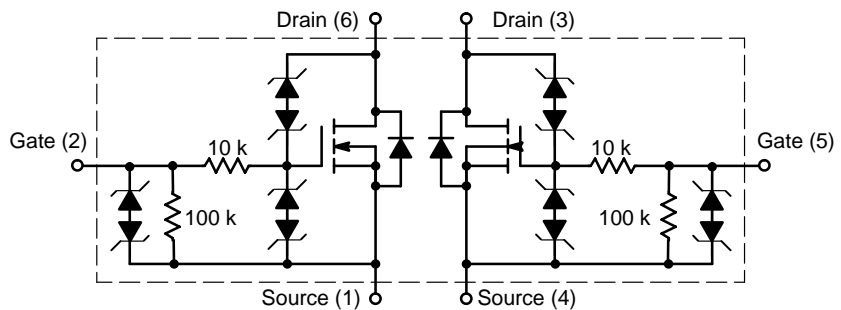 Drain (6) Drain (3)
Gate (2) 10 k 10 k Gate (5)
100 k 100 k
Source (1) Source (4)